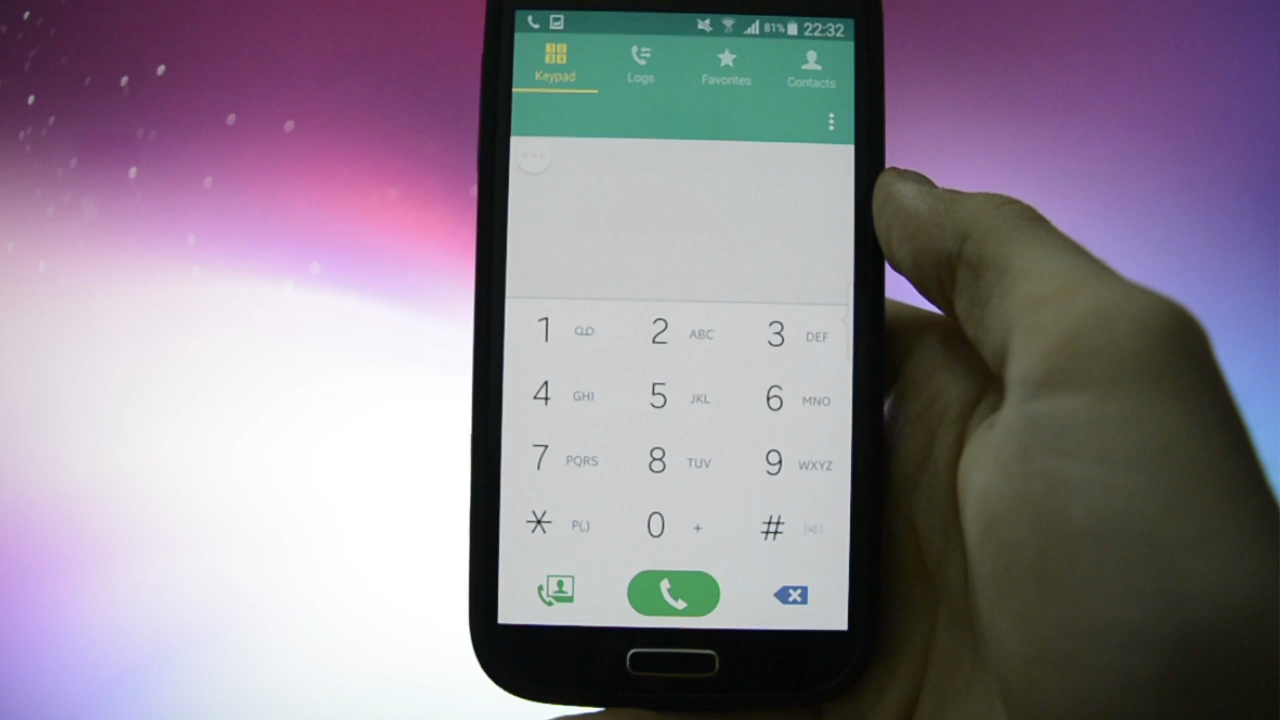 81% 22:32
Keypad Logs Favorites Contacts
1 2 ABC 3 DEF
4 GHI 5 JKL 6 MNO
7 PQRS 8 TUV 9 WXYZ
* P(,) 0 + #